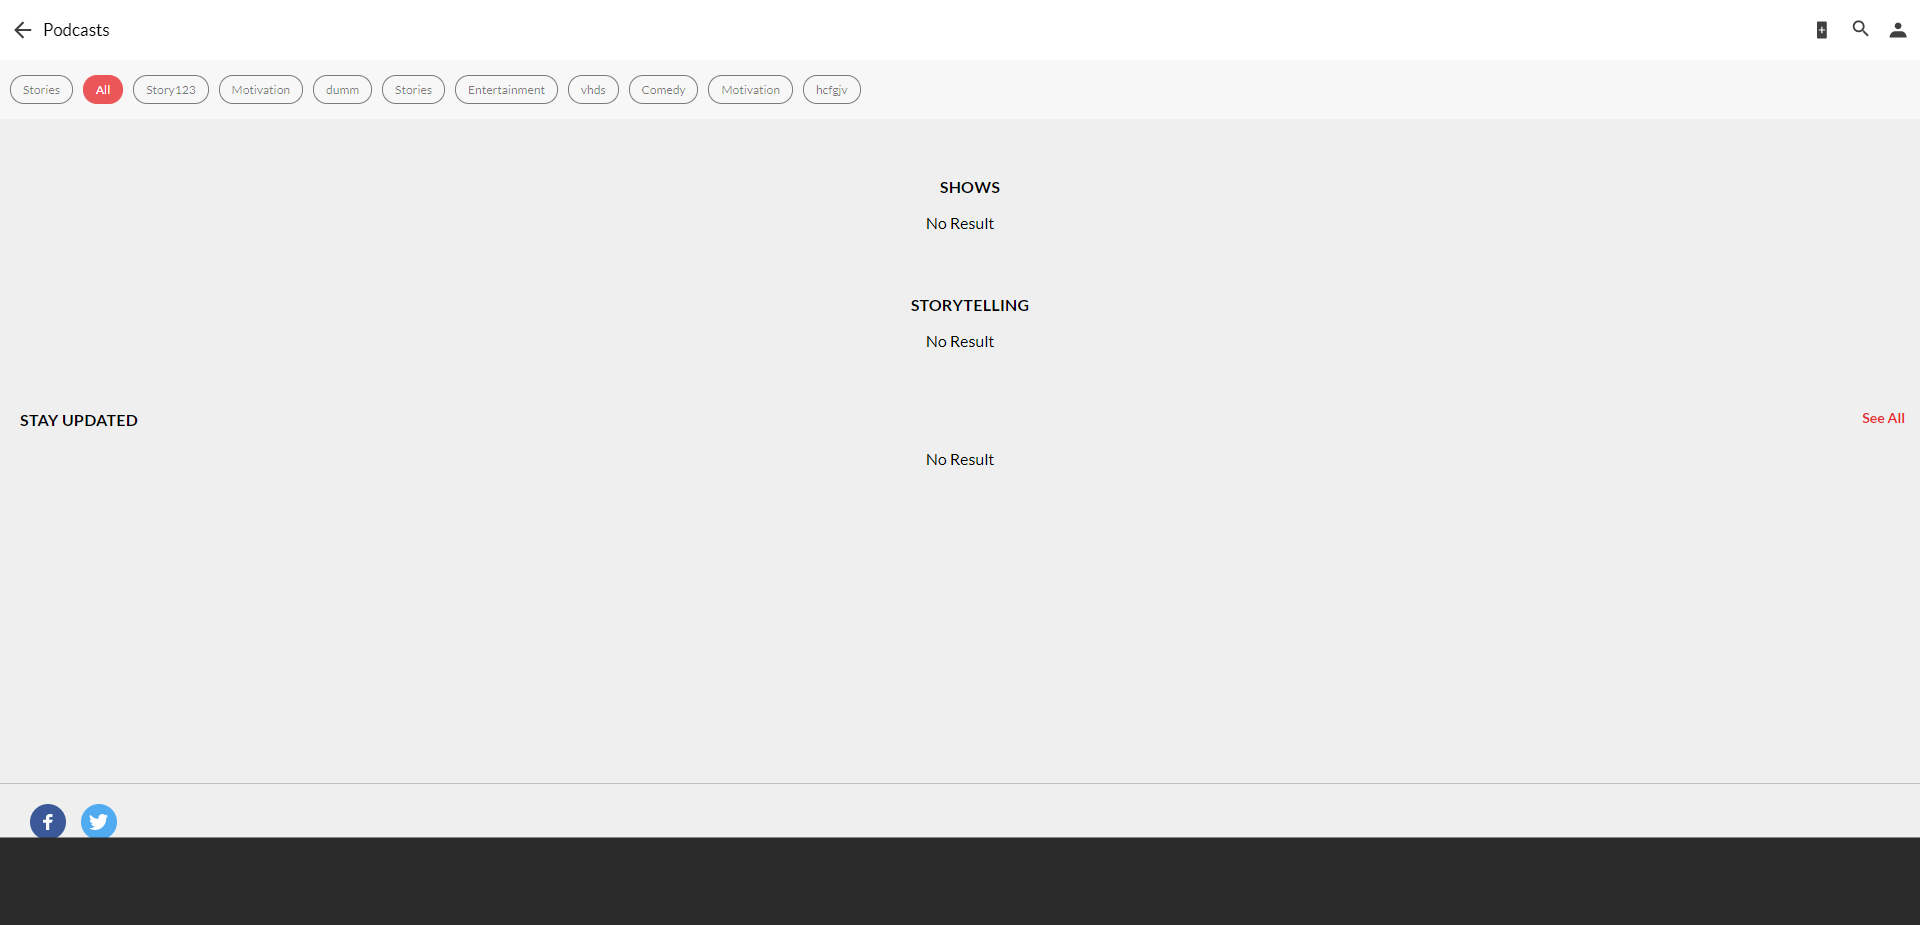 Podcasts
Stories All Story123 Motivation dumm Stories Entertainment vhds Comedy Motivation hcfgjv
SHOWS
No Result
STORYTELLING
No Result
STAY UPDATED See All
No Result